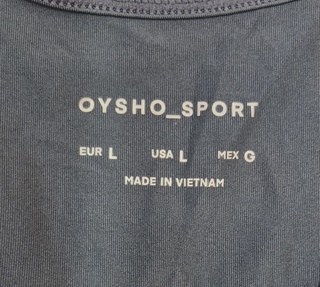 OYSHO_SPORT
EUR L USA L MEX G
MADE IN VIETNAM